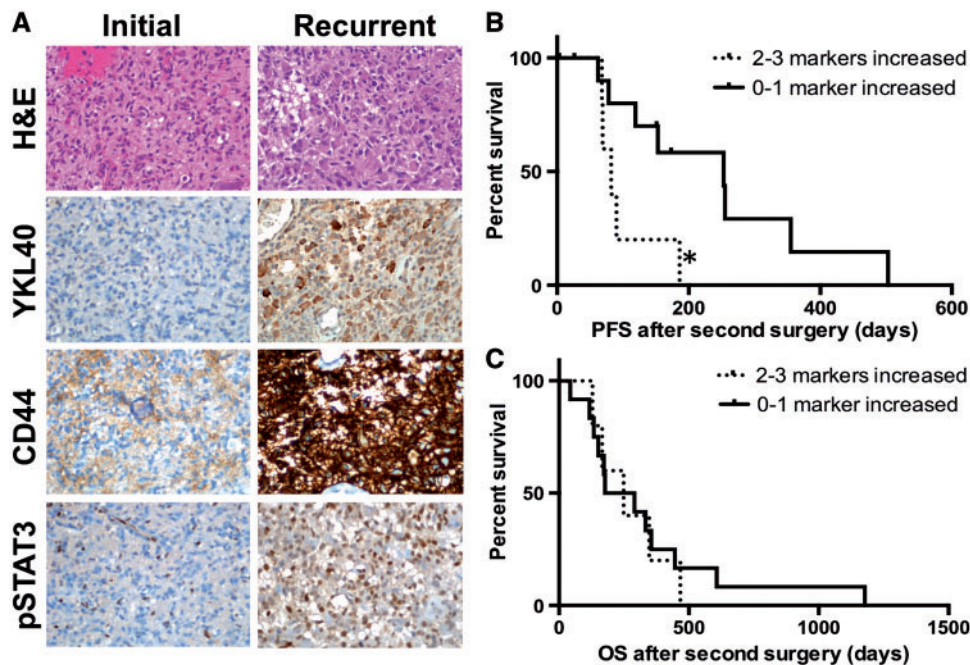 A
Initial
Recurrent
H&E
YKL40
CD44
pSTAT3
B
Percent survival
100
50
0
2-3 markers increased
0-1 marker increased
*
0
200
400
600
PFS after second surgery (days)
C
Percent survival
100
50
0
2-3 markers increased
0-1 marker increased
0
500
1000
1500
OS after second surgery (days)